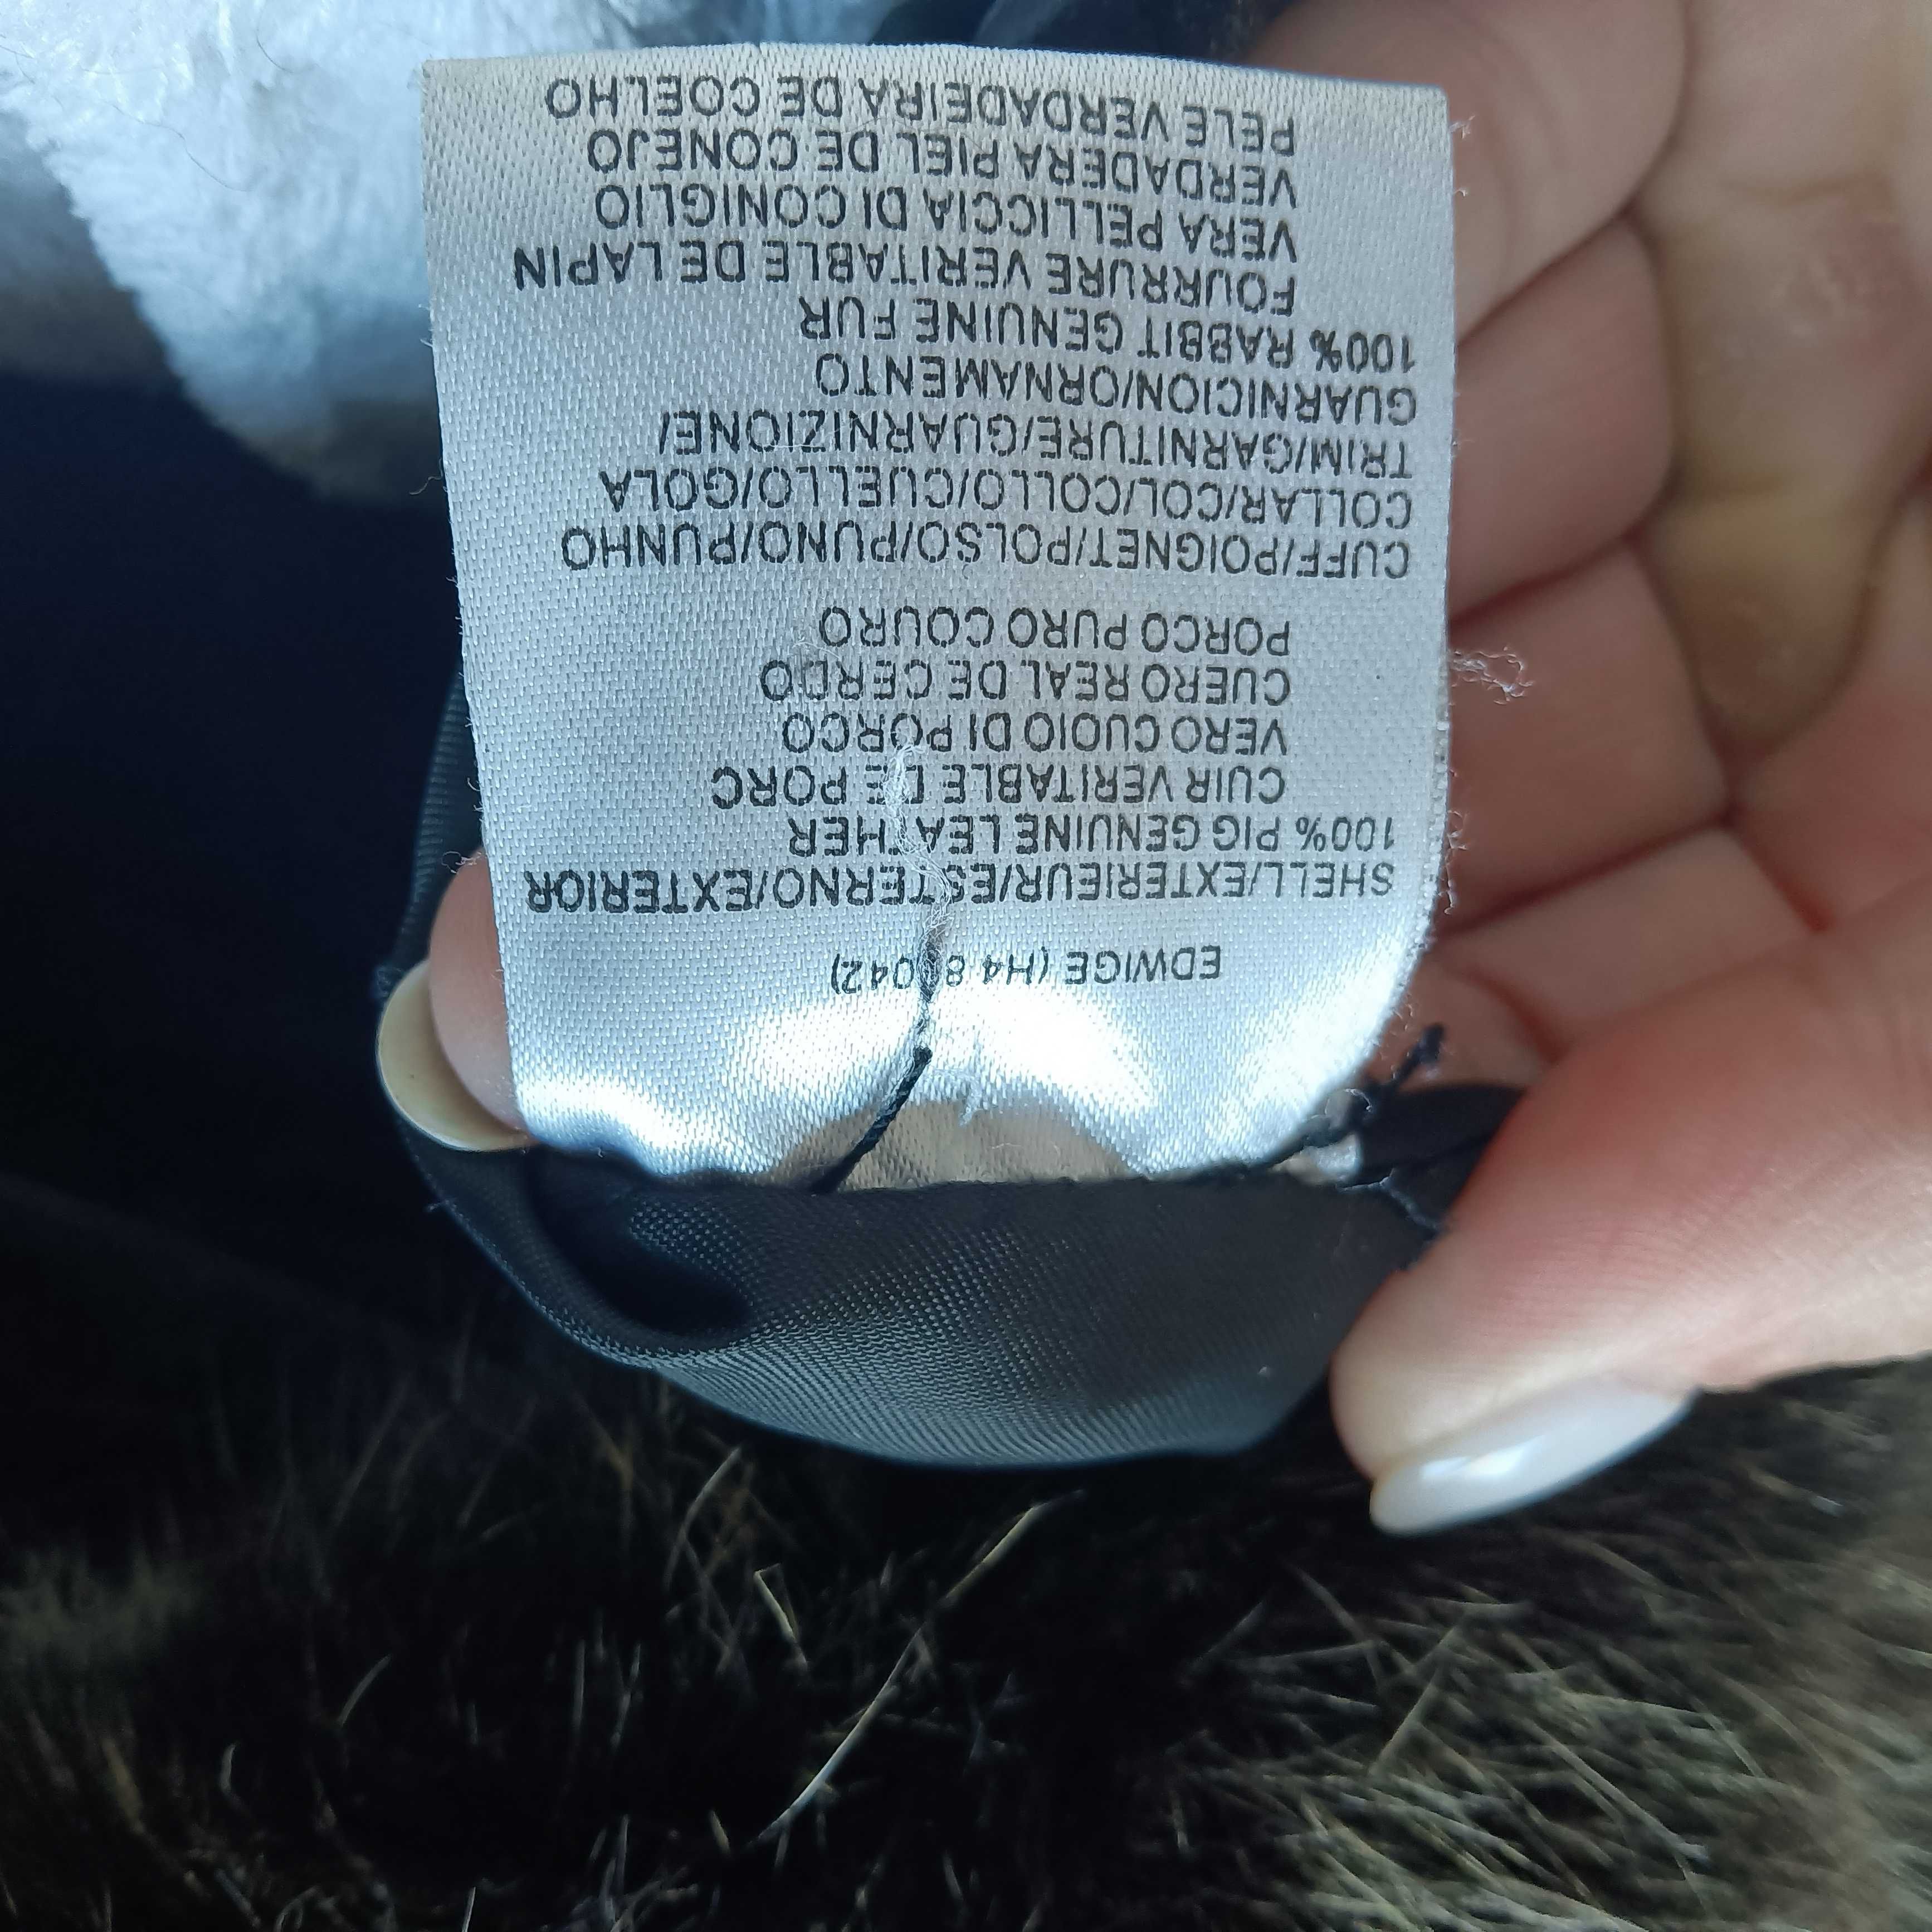 EDWIGE (H4 8 042)
SHELL/EXTERIEUR/ESTERNO/EXTERIOR
100% PIG GENUINE LEATHER
CUIR VERITABLE DE PORC
VERO CUOIO DI PORCO
CUERO REAL DE CERDO
PORCO PURO COURO
CUFF/POIGNET/POLSO/PUNO/PUNHO
COLLAR/COL/COLLO/CUELLO/GOLA
TRIM/GARNITURE/GUARNIZIONE/
GUARNICION/ORNAMENTO
100% RABBIT GENUINE FUR
FOURRURE VERITABLE DE LAPIN
VERA PELLICCIA DI CONIGLIO
VERDADERA PIEL DE CONEJO
PELE VERDADEIRA DE COELHO